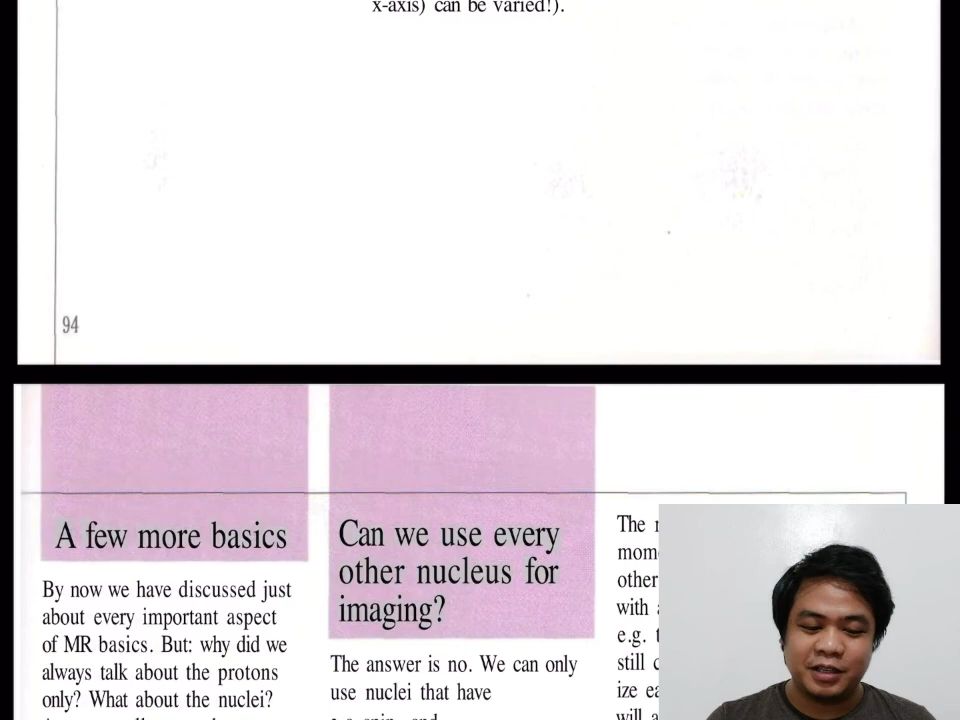 x-axis) can be varied!).
94
A few more basics
By now we have discussed just
about every important aspect
of MR basics. But: why did we
always talk about the protons
only? What about the nuclei?
Can we use every
other nucleus for
imaging?
The answer is no. We can only
use nuclei that have
The
other
with
e.g.
still
will